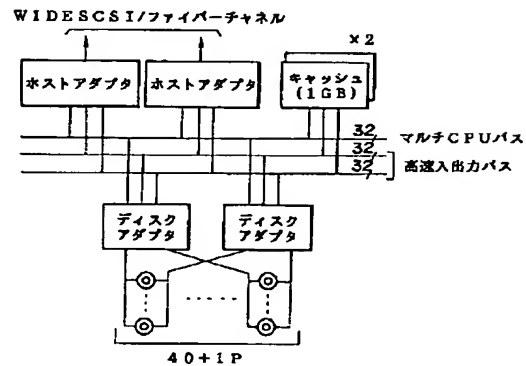 WIDESCSI/ファイバーチャネル
×2
ホストアダプタ
ホストアダプタ
キャッシュ
(1GB)
32
マルチCPUバス
32
32
高速入出力バス
ディスク
アダプタ
ディスク
アダプタ
40+1P